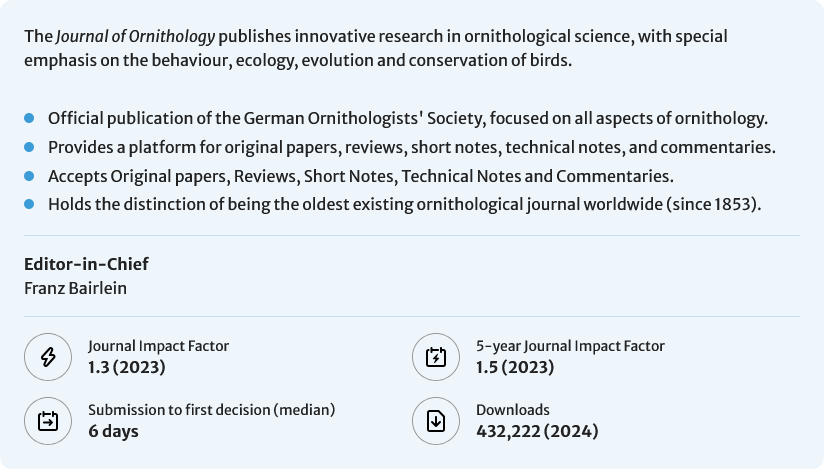 The Journal of Ornithology publishes innovative research in ornithological science, with special
emphasis on the behaviour, ecology, evolution and conservation of birds.
Official publication of the German Ornithologists' Society, focused on all aspects of ornithology.
Provides a platform for original papers, reviews, short notes, technical notes, and commentaries.
Accepts Original papers, Reviews, Short Notes, Technical Notes and Commentaries.
Holds the distinction of being the oldest existing ornithological journal worldwide (since 1853).
Editor-in-Chief
Franz Bairlein
Journal Impact Factor
1.3 (2023)
5-year Journal Impact Factor
1.5 (2023)
Submission to first decision (median)
6 days
Downloads
432,222 (2024)